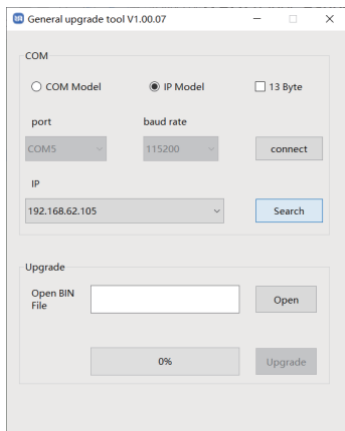 General upgrade tool V1.00.07
COM
COM Model
IP Model
13 Byte
port
baud rate
COM5
115200
connect
IP
192.168.62.105
Search
Upgrade
Open BIN
File
Open
0%
Upgrade